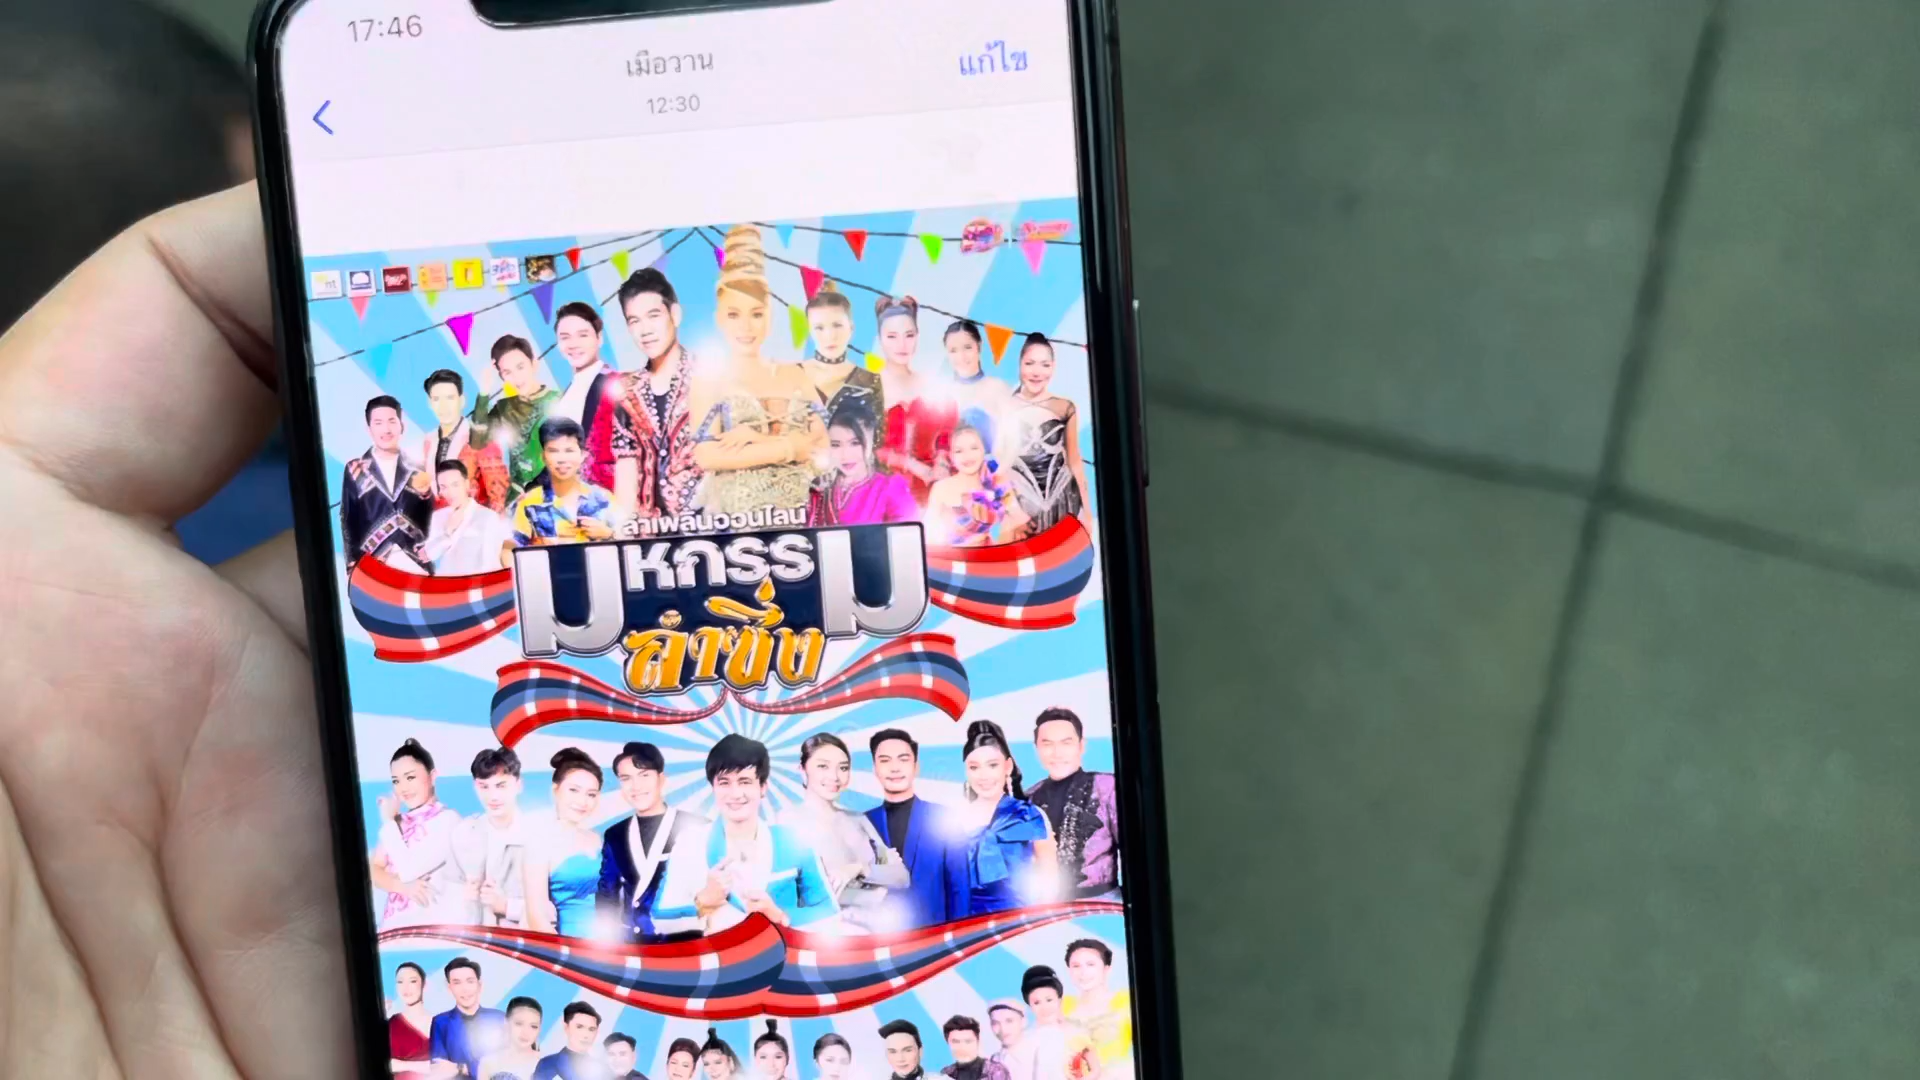 17:46
เมื่อวาน
แก้ไข
12:30
ลำเพลินออนไลน์
มหกรรม
ลำซิ่ง